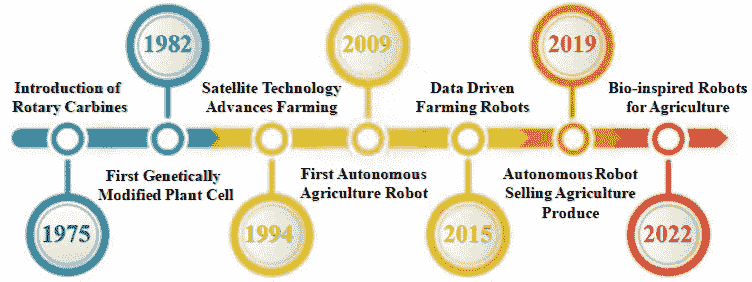 1982
2009
2019
Introduction of
Rotary Carbines
Satellite Technology
Advances Farming
Data Driven
Farming Robots
Bio-inspired Robots
for Agriculture
First Genetically
Modified Plant Cell
First Autonomous
Agriculture Robot
Autonomous Robot
Selling Agriculture
Produce
1975
1994
2015
2022